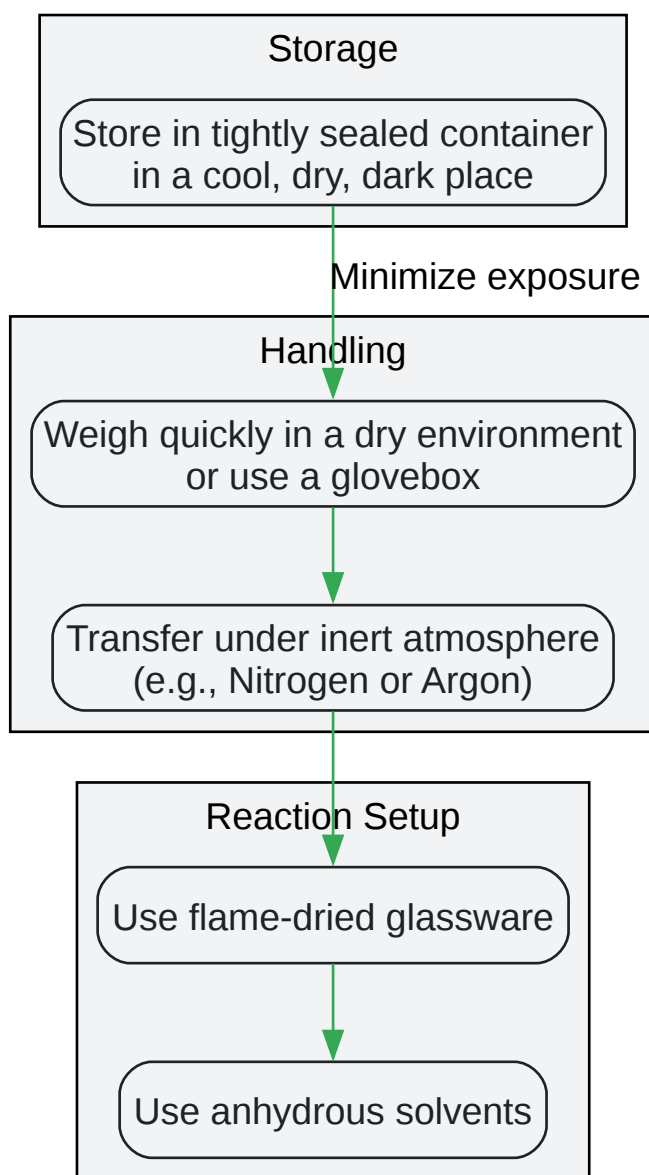 Storage
Store in tightly sealed container
in a cool, dry, dark place
Minimize exposure
Handling
Weigh quickly in a dry environment
or use a glovebox
Transfer under inert atmosphere
(e.g., Nitrogen or Argon)
Reaction Setup
Use flame-dried glassware
Use anhydrous solvents